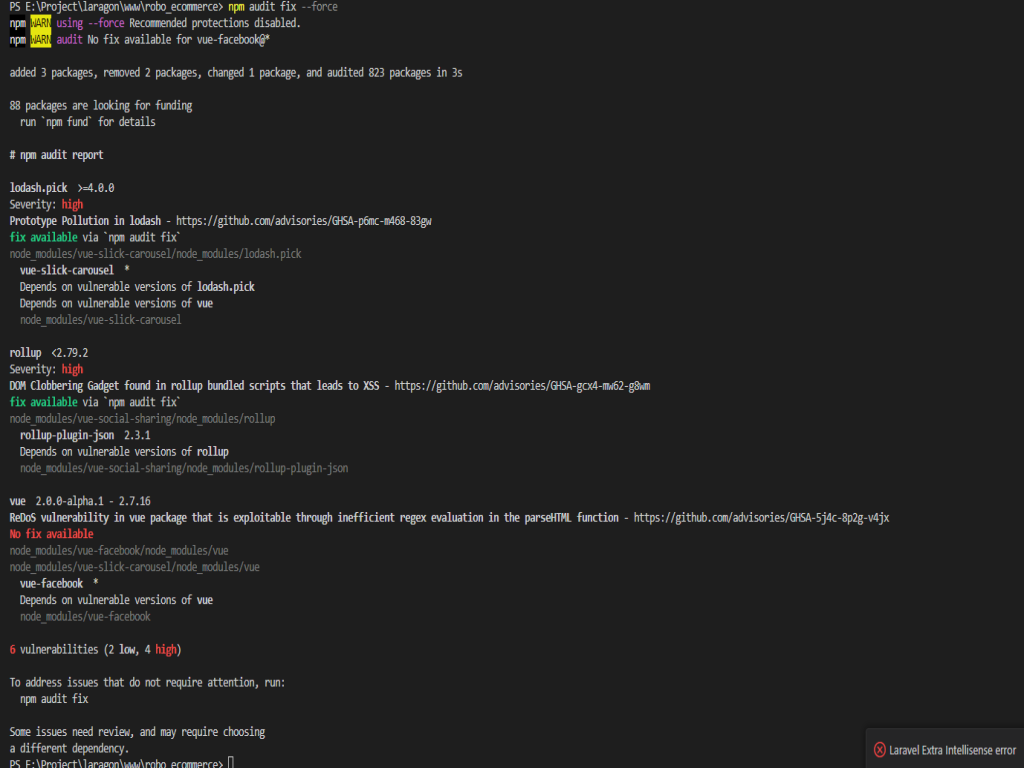 PS E:\Project\laragon\www\robo_ecommerce> npm audit fix --force
npm WARN using --force Recommended protections disabled.
npm WARN audit No fix available for vue-facebook@*
added 3 packages, removed 2 packages, changed 1 package, and audited 823 packages in 3s
88 packages are looking for funding
run `npm fund` for details
# npm audit report
lodash.pick >=4.0.0
Severity: high
Prototype Pollution in lodash - https://github.com/advisories/GHSA-p6mc-m468-83gw
fix available via `npm audit fix`
node_modules/vue-slick-carousel/node_modules/lodash.pick
vue-slick-carousel *
Depends on vulnerable versions of lodash.pick
Depends on vulnerable versions of vue
node_modules/vue-slick-carousel
rollup <2.79.2
Severity: high
DOM Clobbering Gadget found in rollup bundled scripts that leads to XSS - https://github.com/advisories/GHSA-gcx4-mw62-g8wm
fix available via `npm audit fix`
node_modules/vue-social-sharing/node_modules/rollup
rollup-plugin-json 2.3.1
Depends on vulnerable versions of rollup
node_modules/vue-social-sharing/node_modules/rollup-plugin-json
vue 2.0.0-alpha.1 - 2.7.16
ReDoS vulnerability in vue package that is exploitable through inefficient regex evaluation in the parseHTML function - https://github.com/advisories/GHSA-5j4c-8p2g-v4jx
No fix available
node_modules/vue-facebook/node_modules/vue
node_modules/vue-slick-carousel/node_modules/vue
vue-facebook *
Depends on vulnerable versions of vue
node_modules/vue-facebook
6 vulnerabilities (2 low, 4 high)
To address issues that do not require attention, run:
npm audit fix
Some issues need review, and may require choosing
a different dependency.
PS E:\Project\laragon\www\robo_ecommerce>
Laravel Extra Intellisense error